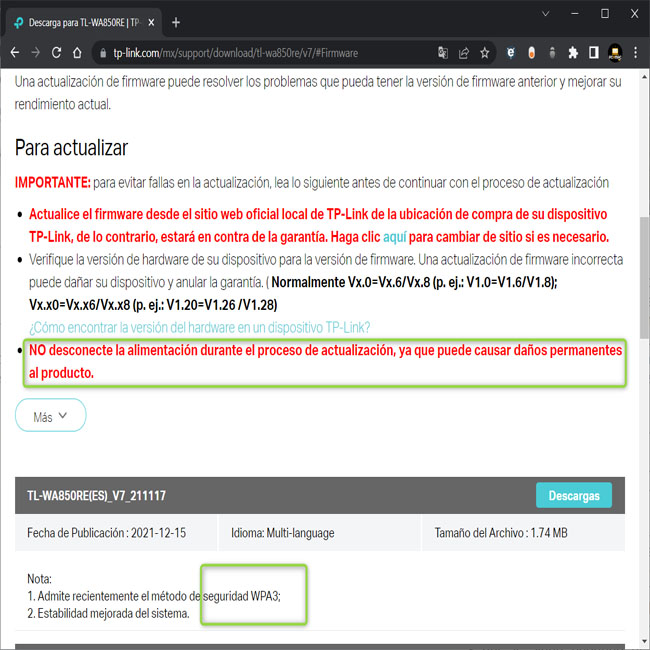 Descarga para TL-WA850RE | TP-
tp-link.com/mx/support/download/tl-wa850re/v7/#Firmware
Una actualización de firmware puede resolver los problemas que pueda tener la versión de firmware anterior y mejorar su
rendimiento actual.
Para actualizar
IMPORTANTE: para evitar fallas en la actualización, lea lo siguiente antes de continuar con el proceso de actualización
Actualice el firmware desde el sitio web oficial local de TP-Link de la ubicación de compra de su dispositivo
TP-Link, de lo contrario, estará en contra de la garantía. Haga clic aquí para cambiar de sitio si es necesario.
Verifique la versión de hardware de su dispositivo para la versión de firmware. Una actualización de firmware incorrecta
puede dañar su dispositivo y anular la garantía. ( Normalmente Vx.0=Vx.6/Vx.8 (p. ej.: V1.0=V1.6/V1.8);
Vx.x0=Vx.x6/Vx.x8 (p. ej.: V1.20=V1.26 /V1.28)
¿Cómo encontrar la versión del hardware en un dispositivo TP-Link?
NO desconecte la alimentación durante el proceso de actualización, ya que puede causar daños permanentes
al producto.
Más
TL-WA850RE(ES)_V7_211117
Descargas
Fecha de Publicación : 2021-12-15 Idioma: Multi-language Tamaño del Archivo : 1.74 MB
Nota:
1. Admite recientemente el método de seguridad WPA3;
2. Estabilidad mejorada del sistema.